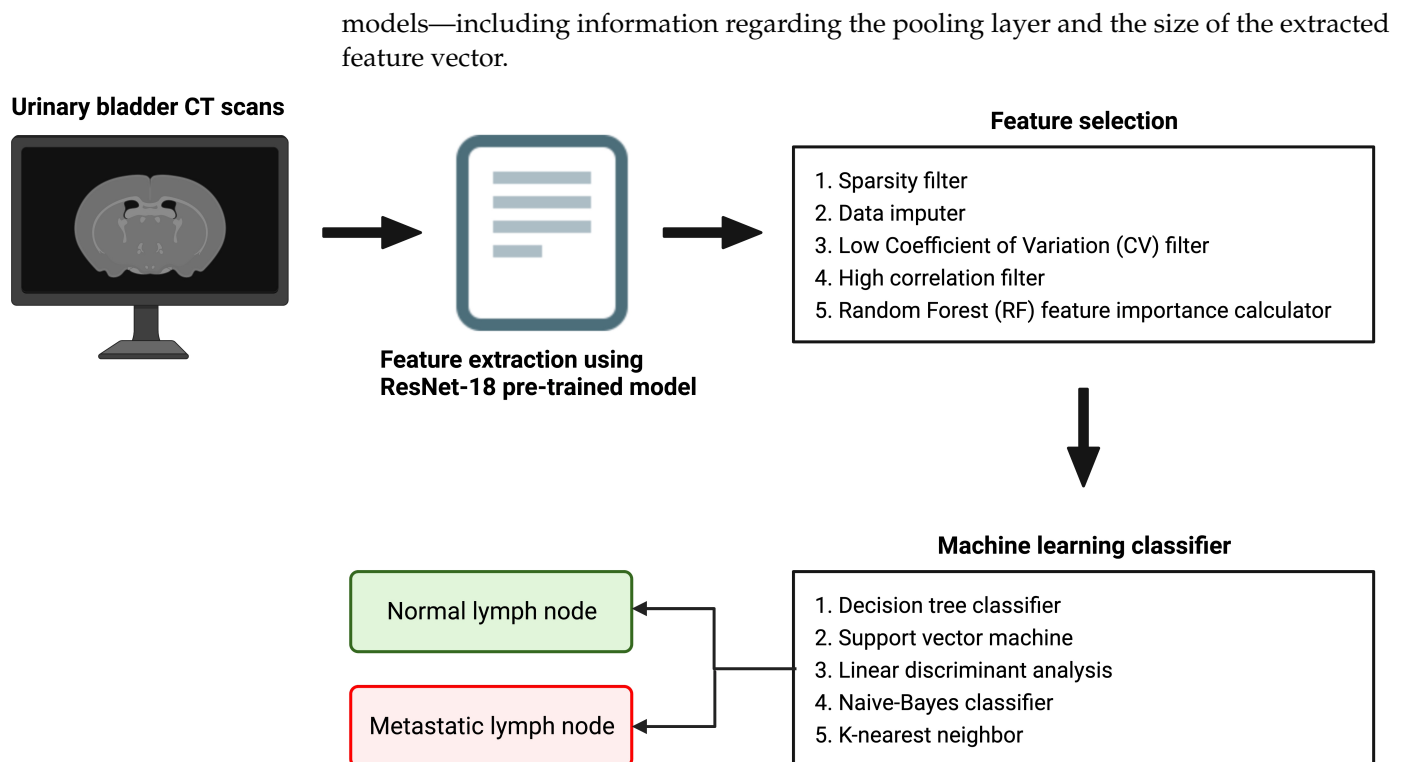 models—including information regarding the pooling layer and the size of the extracted
feature vector.
Urinary bladder CT scans
Feature extraction using
ResNet-18 pre-trained model
Feature selection
1. Sparsity filter
2. Data imputer
3. Low Coefficient of Variation (CV) filter
4. High correlation filter
5. Random Forest (RF) feature importance calculator
Machine learning classifier
1. Decision tree classifier
2. Support vector machine
3. Linear discriminant analysis
4. Naive-Bayes classifier
5. K-nearest neighbor
Normal lymph node
Metastatic lymph node